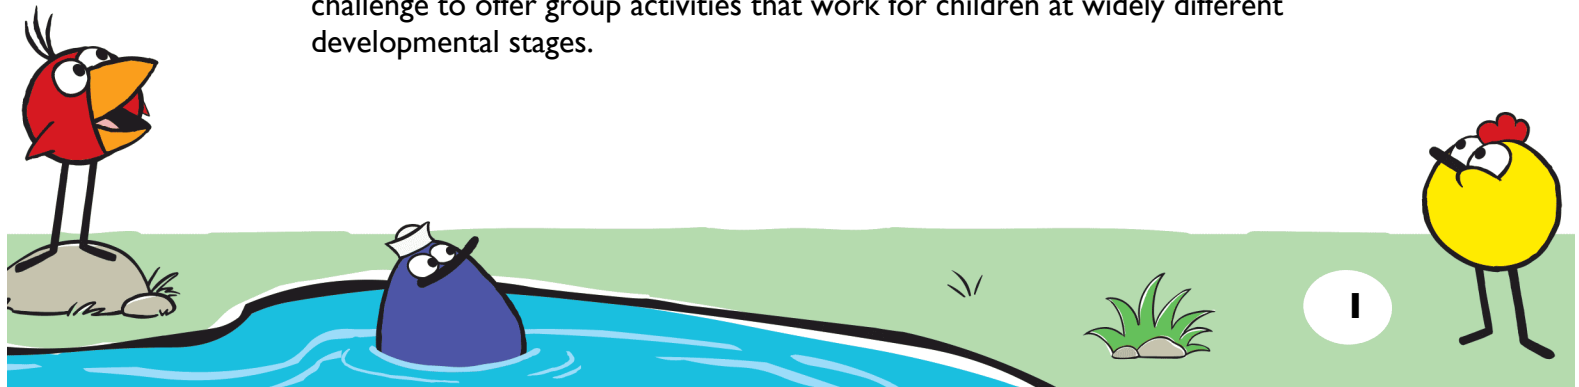 challenge to offer group activities that work for children at widely different
developmental stages.
1